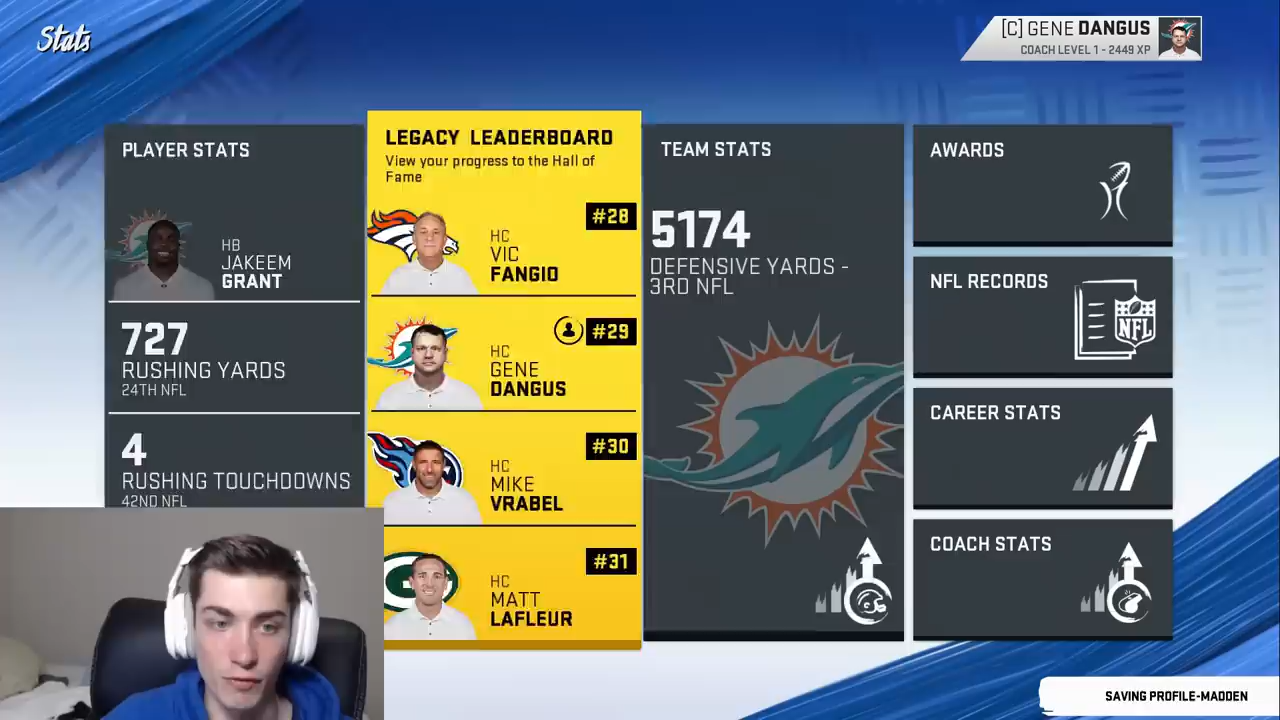 Stats
[C] GENE DANGUS
COACH LEVEL 1 - 2449 XP
PLAYER STATS
HB
JAKEEM
GRANT
727
RUSHING YARDS
24TH NFL
4
RUSHING TOUCHDOWNS
42ND NFL
LEGACY LEADERBOARD
View your progress to the Hall of
Fame
#28
HC
VIC
FANGIO
#29
HC
GENE
DANGUS
#30
HC
MIKE
VRABEL
#31
HC
MATT
LAFLEUR
TEAM STATS
5174
DEFENSIVE YARDS -
3RD NFL
AWARDS
NFL RECORDS
NFL
CAREER STATS
COACH STATS
SAVING PROFILE-MADDEN